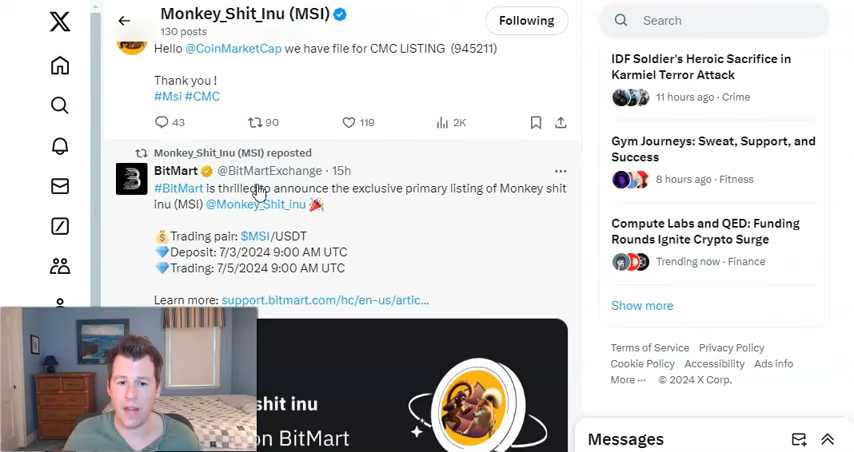 Monkey_Shit_Inu (MSI)
130 posts
Following
Hello @CoinMarketCap we have file for CMC LISTING (945211)
Thank you !
#Msi #CMC
43 90 119 2K
Monkey_Shit_Inu (MSI) reposted
BitMart @BitMartExchange · 15h
#BitMart is thrilled to announce the exclusive primary listing of Monkey shit
inu (MSI) @Monkey_Shit_inu
Trading pair: $MSI/USDT
Deposit: 7/3/2024 9:00 AM UTC
Trading: 7/5/2024 9:00 AM UTC
Learn more: support.bitmart.com/hc/en-us/artic...
shit inu
on BitMart
Search
IDF Soldier's Heroic Sacrifice in
Karmiel Terror Attack
11 hours ago · Crime
Gym Journeys: Sweat, Support, and
Success
8 hours ago · Fitness
Compute Labs and QED: Funding
Rounds Ignite Crypto Surge
Trending now · Finance
Show more
Terms of Service Privacy Policy
Cookie Policy Accessibility Ads info
More ··· © 2024 X Corp.
Messages